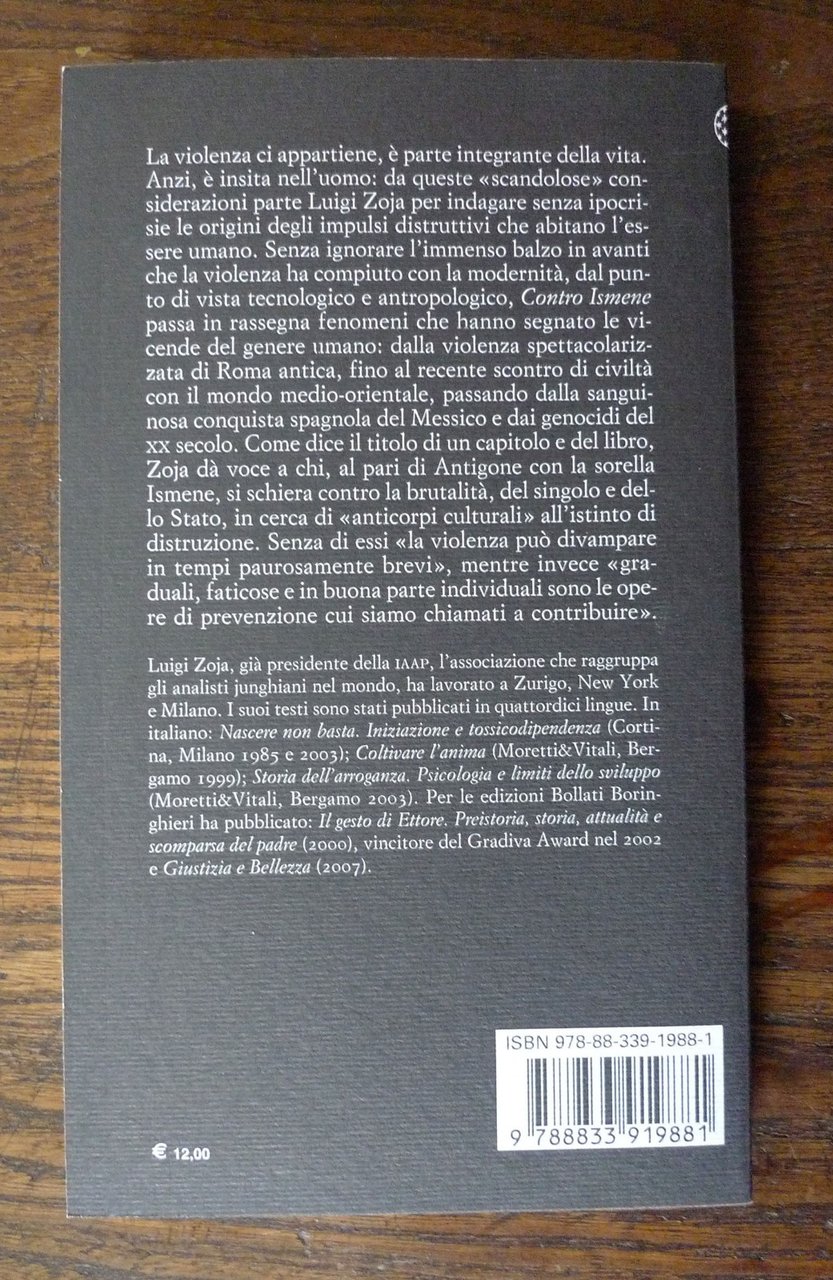 La violenza ci appartiene, è parte integrante della vita.
Anzi, è insita nell'uomo: da queste «scandolose» con-
siderazioni parte Luigi Zoja per indagare senza ipocri-
sie le origini degli impulsi distruttivi che abitano l'es-
sere umano. Senza ignorare l'immenso balzo in avanti
che la violenza ha compiuto con la modernità, dal pun-
to di vista tecnologico e antropologico, Contro Ismene
passa in rassegna fenomeni che hanno segnato le vi-
cende del genere umano: dalla violenza spettacolariz-
zata di Roma antica, fino al recente scontro di civiltà
con il mondo medio-orientale, passando dalla sangui-
nosa conquista spagnola del Messico e dai genocidi del
XX secolo. Come dice il titolo di un capitolo e del libro,
Zoja dà voce a chi, al pari di Antigone con la sorella
Ismene, si schiera contro la brutalità, del singolo e del-
lo Stato, in cerca di «anticorpi culturali» all'istinto di
distruzione. Senza di essi «la violenza può divampare
in tempi paurosamente brevi», mentre invece «gra-
duali, faticose e in buona parte individuali sono le ope-
re di prevenzione cui siamo chiamati a contribuire».
Luigi Zoja, già presidente della IAAP, l'associazione che raggruppa
gli analisti junghiani nel mondo, ha lavorato a Zurigo, New York
e Milano. I suoi testi sono stati pubblicati in quattordici lingue. In
italiano: Nascere non basta. Iniziazione e tossicodipendenza (Corti-
na, Milano 1985 e 2003); Coltivare l'anima (Moretti&Vitali, Ber-
gamo 1999); Storia dell'arroganza. Psicologia e limiti dello sviluppo
(Moretti&Vitali, Bergamo 2003). Per le edizioni Bollati Borin-
ghieri ha pubblicato: Il gesto di Ettore. Preistoria, storia, attualità e
scomparsa del padre (2000), vincitore del Gradiva Award nel 2002
e Giustizia e Bellezza (2007).
ISBN 978-88-339-1988-1
9 788833 919881
€ 12,00